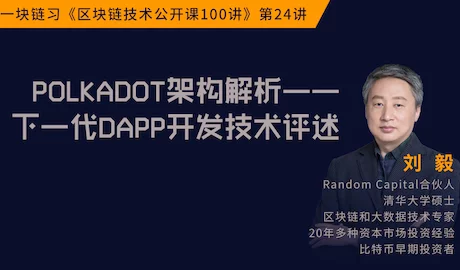 一块链习《区块链技术公开课100讲》第24讲
POLKADOT架构解析——
下一代DAPP开发技术评述
刘 毅
Random Capital合伙人
清华大学硕士
区块链和大数据技术专家
20年多种资本市场投资经验
比特币早期投资者